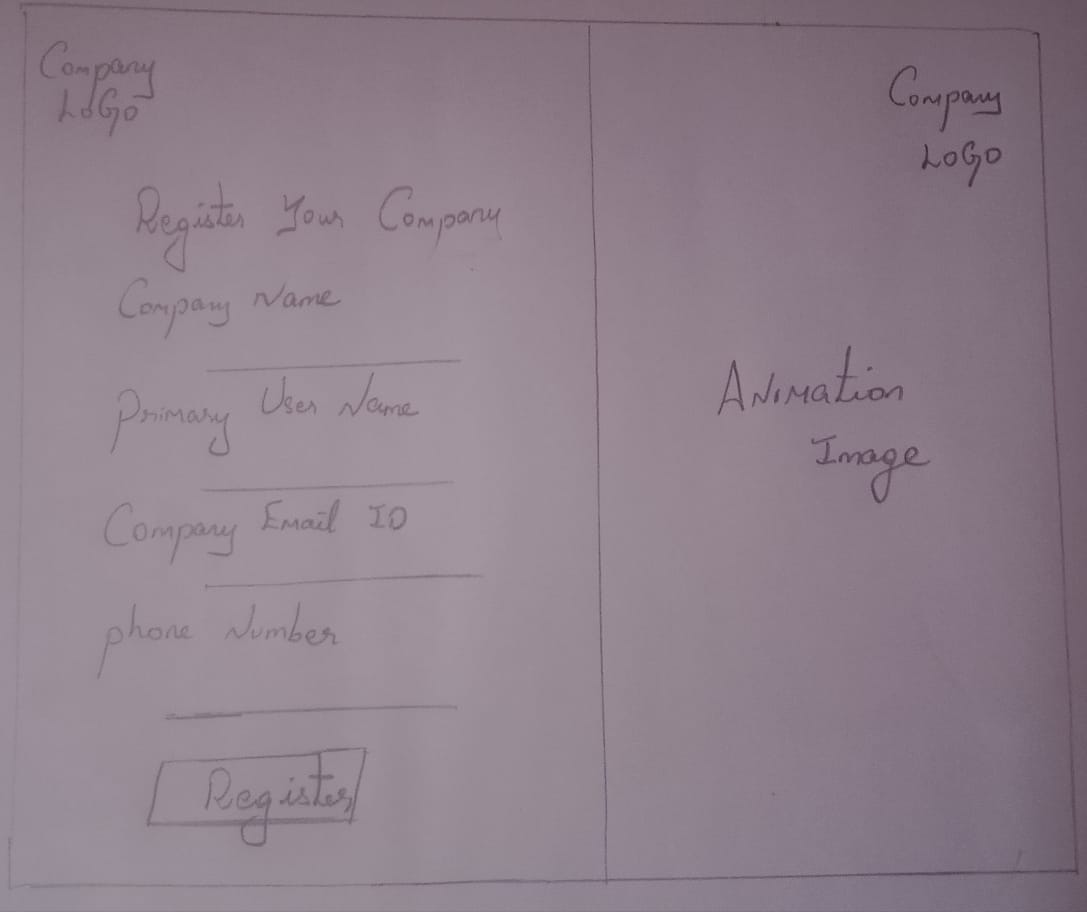 Company
LOGO
Register Your Company
Company Name
Primary User Name
Company Email ID
phone Number
Register
Company
LOGO
Animation
Image